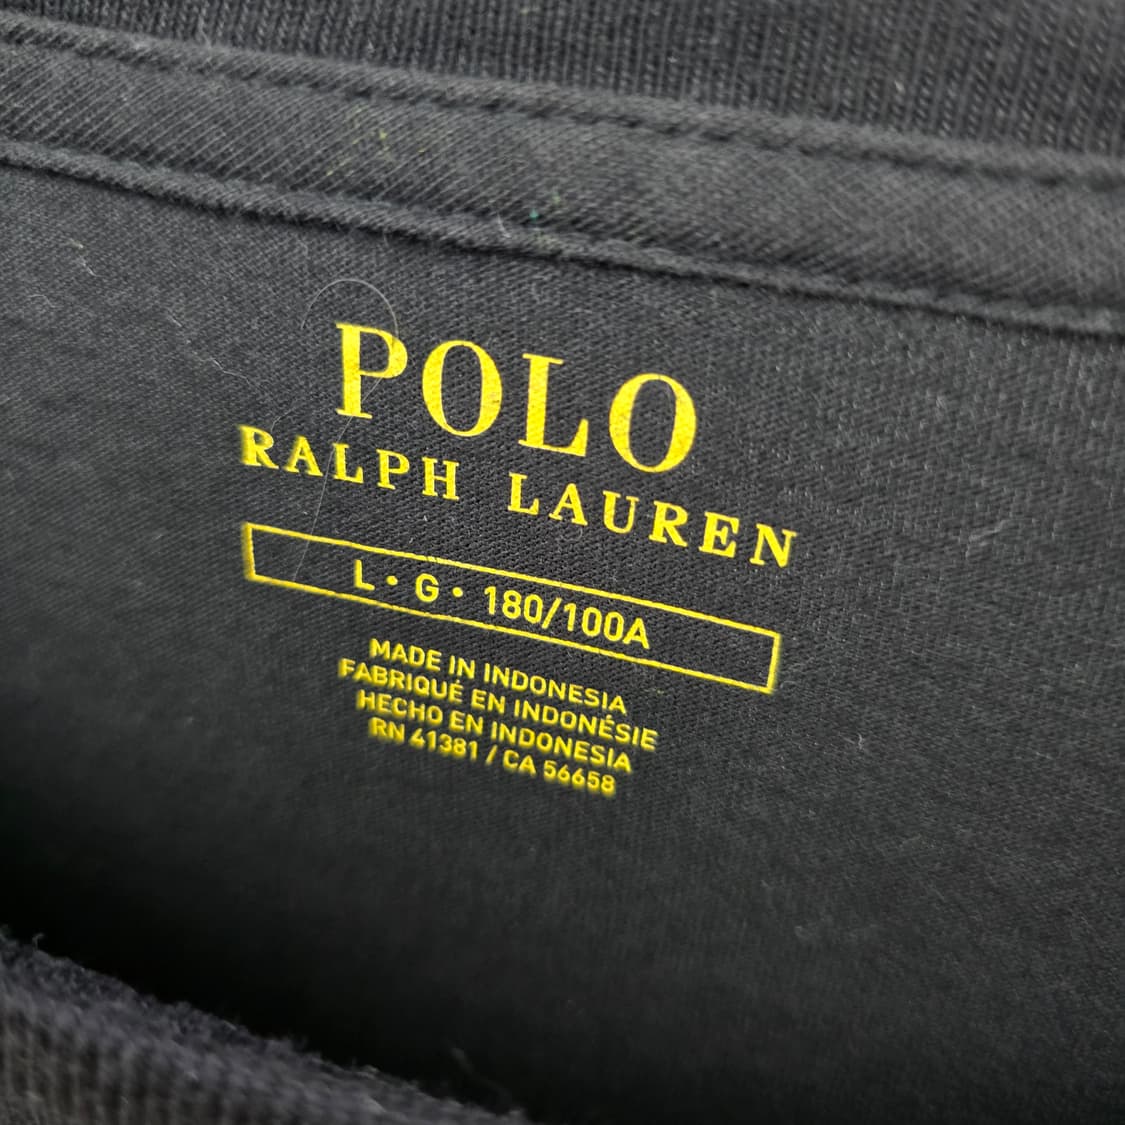 POLO
RALPH LAUREN
L • G • 180/100A
MADE IN INDONESIA
FABRIQUÉ EN INDONÉSIE
HECHO EN INDONESIA
RN 41381 / CA 56658